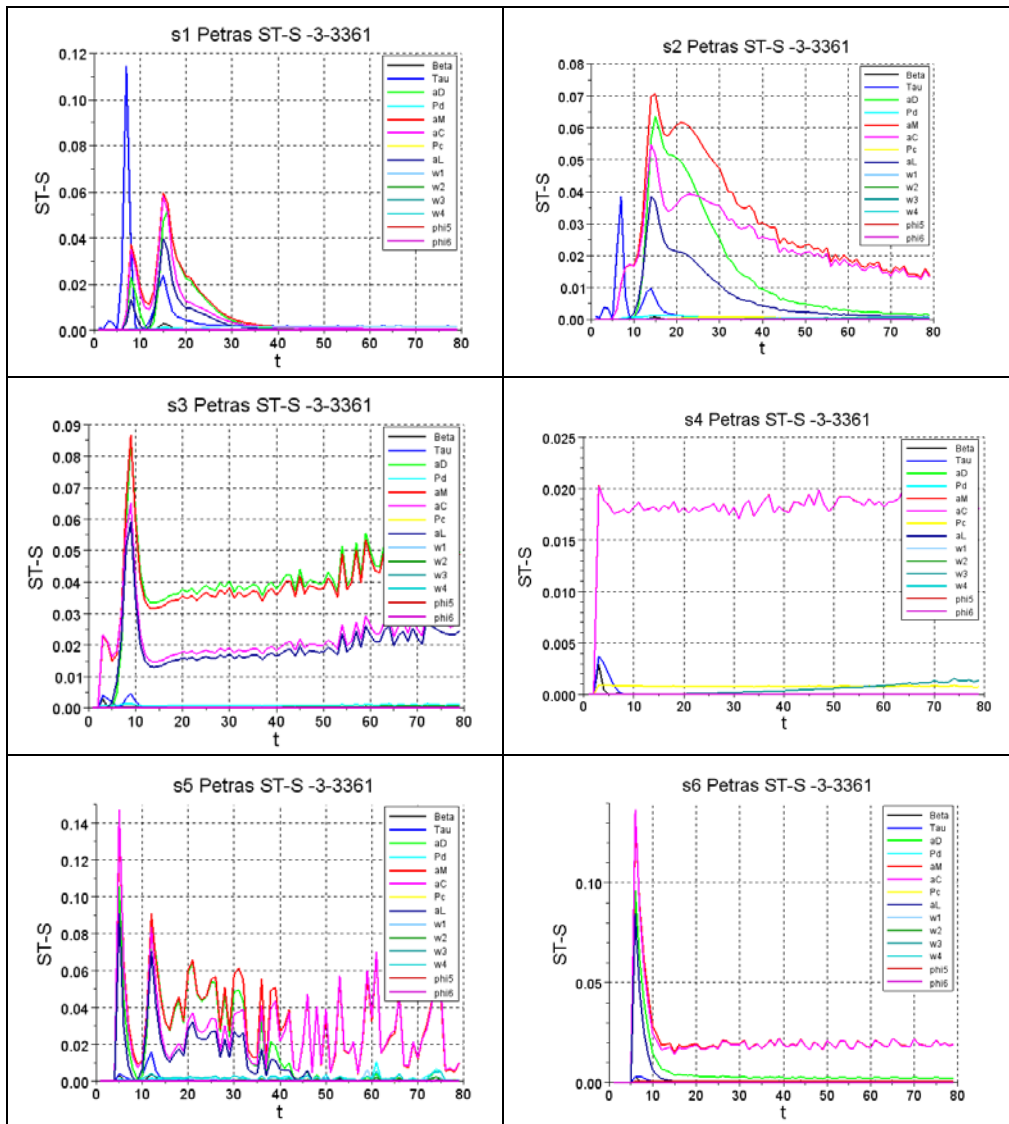 s1 Petras ST-S -3-3361
ST-S
0.12
0.10
0.08
0.06
0.04
0.02
0.00
Beta
Tau
aD
Pd
aM
aC
Pc
aL
w1
w2
w3
w4
phi5
phi6
0 10 20 30 40 50 60 70 80
t
s2 Petras ST-S -3-3361
ST-S
0.08
0.07
0.06
0.05
0.04
0.03
0.02
0.01
0.00
Beta
Tau
aD
Pd
aM
aC
Pc
aL
w1
w2
w3
w4
phi5
phi6
0 10 20 30 40 50 60 70 80
t
s3 Petras ST-S -3-3361
ST-S
0.09
0.08
0.07
0.06
0.05
0.04
0.03
0.02
0.01
0.00
Beta
Tau
aD
Pd
aM
aC
Pc
aL
w1
w2
w3
w4
phi5
phi6
0 10 20 30 40 50 60 70 80
t
s4 Petras ST-S -3-3361
ST-S
0.025
0.020
0.015
0.010
0.005
0.000
Beta
Tau
aD
Pd
aM
aC
Pc
aL
w1
w2
w3
w4
phi5
phi6
0 10 20 30 40 50 60 70 80
t
s5 Petras ST-S -3-3361
ST-S
0.14
0.12
0.10
0.08
0.06
0.04
0.02
0.00
Beta
Tau
aD
Pd
aM
aC
Pc
aL
w1
w2
w3
w4
phi5
phi6
0 10 20 30 40 50 60 70 80
t
s6 Petras ST-S -3-3361
ST-S
0.10
0.05
0.00
Beta
Tau
aD
Pd
aM
aC
Pc
aL
w1
w2
w3
w4
phi5
phi6
0 10 20 30 40 50 60 70 80
t